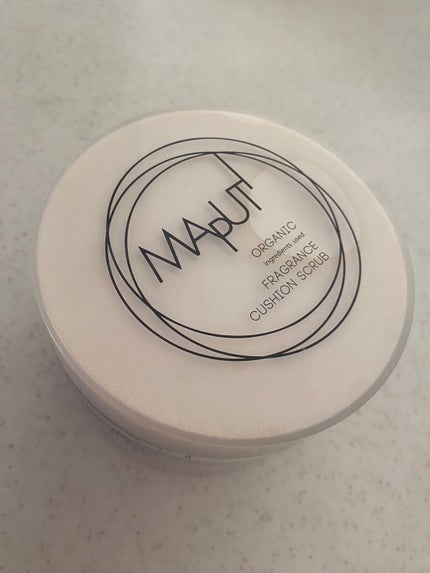 MAPUTI
ORGANIC
ingredients used
FRAGRANCE
CUSHION SCRUB